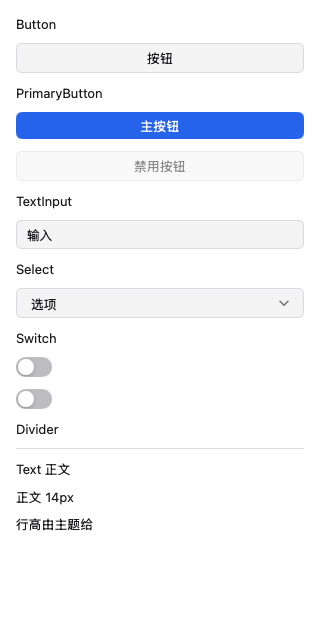 Button
按钮
PrimaryButton
主按钮
禁用按钮
TextInput
输入
Select
选项
Switch
Divider
Text 正文
正文 14px
行高由主题给